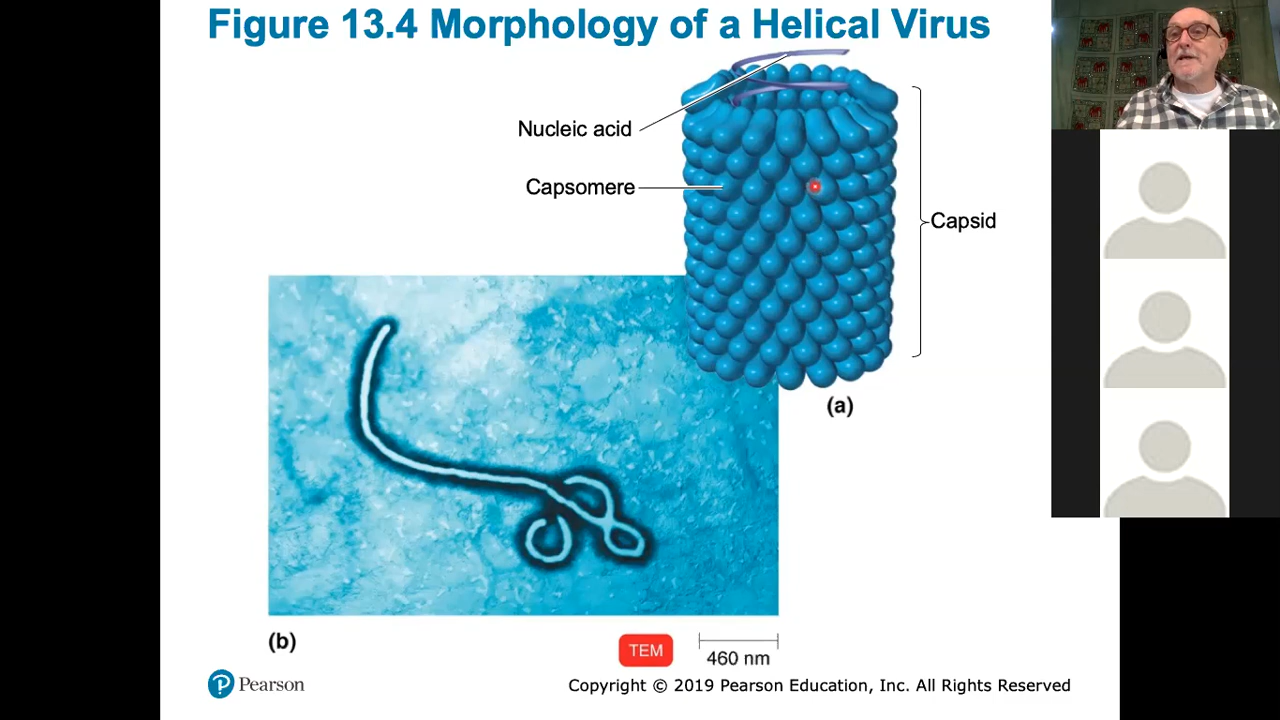 Figure 13.4 Morphology of a Helical Virus
Nucleic acid
Capsomere
Capsid
(a)
(b)
TEM
460 nm
Pearson
Copyright © 2019 Pearson Education, Inc. All Rights Reserved